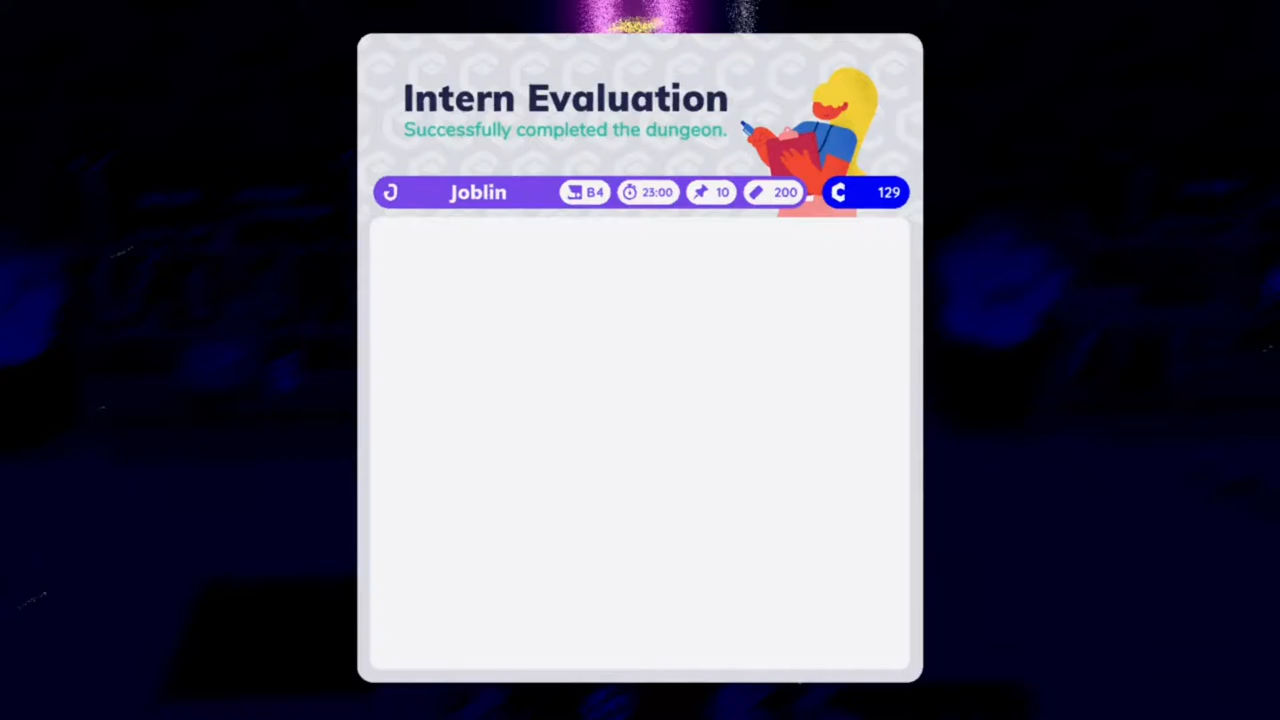 Intern Evaluation
Successfully completed the dungeon.
J Joblin B4 23:00 10 200 C 129